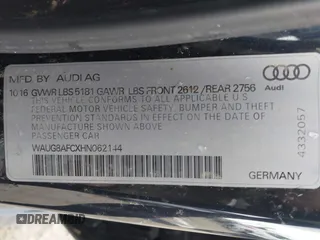 MFD. BY AUDI AG
10 16 GVWR LBS 5181 GAWR LBS FRONT 2612 /REAR 2756
THIS VEHICLE CONFORMS TO ALL APPLICABLE
FEDERAL MOTOR VEHICLE SAFETY, BUMPER AND THEFT
PREVENTION STANDARDS IN EFFECT ON THE
DATE OF MANUFACTURE SHOWN ABOVE
PASSENGER CAR
WAUG8AFCXHN062144
GERMANY
Audi
4332057